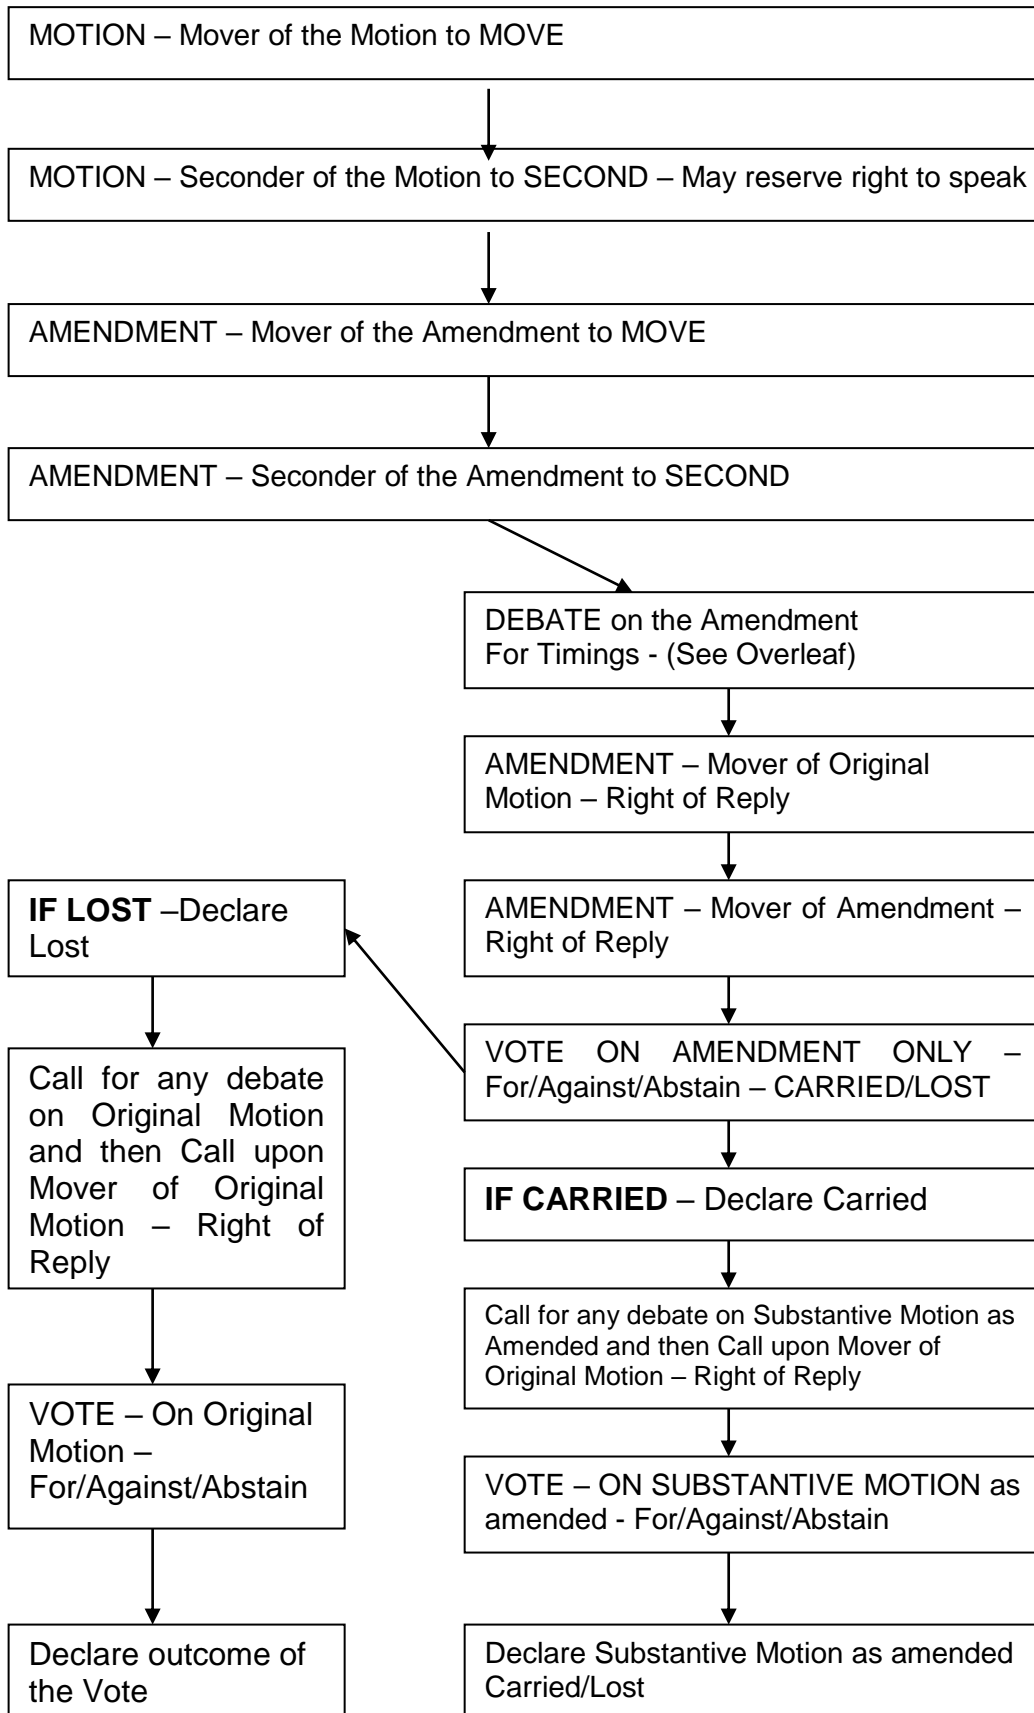 MOTION – Mover of the Motion to MOVE
MOTION – Seconder of the Motion to SECOND – May reserve right to speak
AMENDMENT – Mover of the Amendment to MOVE
AMENDMENT – Seconder of the Amendment to SECOND
DEBATE on the Amendment
For Timings - (See Overleaf)
AMENDMENT – Mover of Original
Motion – Right of Reply
AMENDMENT – Mover of Amendment –
Right of Reply
VOTE ON AMENDMENT ONLY –
For/Against/Abstain – CARRIED/LOST
IF LOST –Declare
Lost
Call for any debate
on Original Motion
and then Call upon
Mover of Original
Motion – Right of
Reply
VOTE – On Original
Motion –
For/Against/Abstain
Declare outcome of
the Vote
IF CARRIED – Declare Carried
Call for any debate on Substantive Motion as
Amended and then Call upon Mover of
Original Motion – Right of Reply
VOTE – ON SUBSTANTIVE MOTION as
amended - For/Against/Abstain
Declare Substantive Motion as amended
Carried/Lost